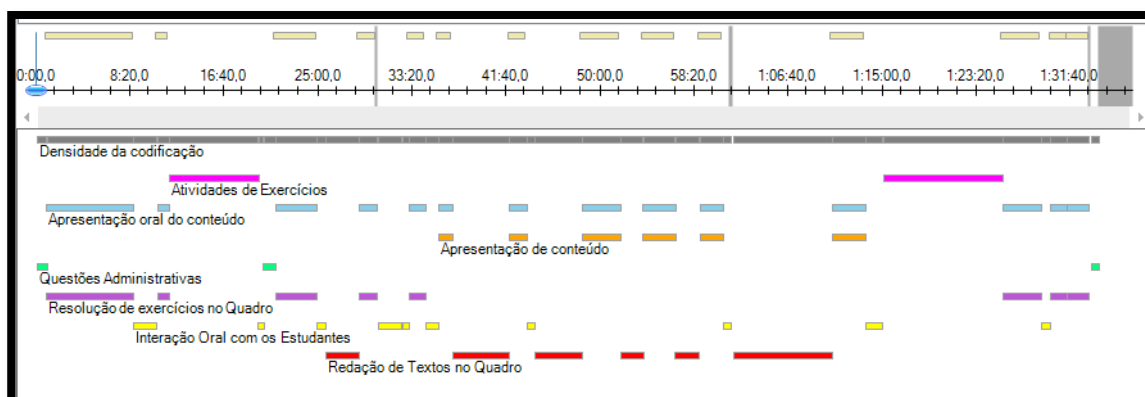 0:00,0 8:20,0 16:40,0 25:00,0 33:20,0 41:40,0 50:00,0 58:20,0 1:06:40,0 1:15:00,0 1:23:20,0 1:31:40,0
Densidade da codificação
Atividades de Exercícios
Apresentação oral do conteúdo
Apresentação de conteúdo
Questões Administrativas
Resolução de exercícios no Quadro
Interação Oral com os Estudantes
Redação de Textos no Quadro